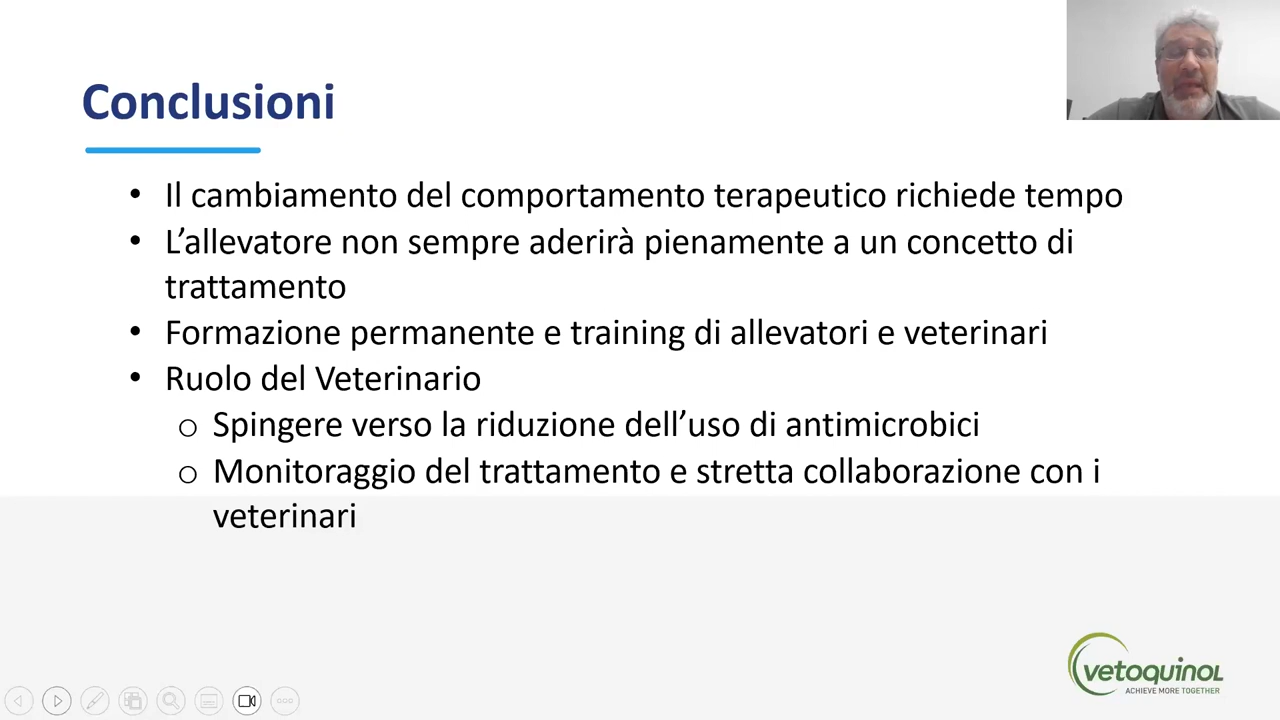 Conclusioni
• Il cambiamento del comportamento terapeutico richiede tempo
• L’allevatore non sempre aderirà pienamente a un concetto di
trattamento
• Formazione permanente e training di allevatori e veterinari
• Ruolo del Veterinario
o Spingere verso la riduzione dell’uso di antimicrobici
o Monitoraggio del trattamento e stretta collaborazione con i
veterinari
vetoquinol
ACHIEVE MORE TOGETHER